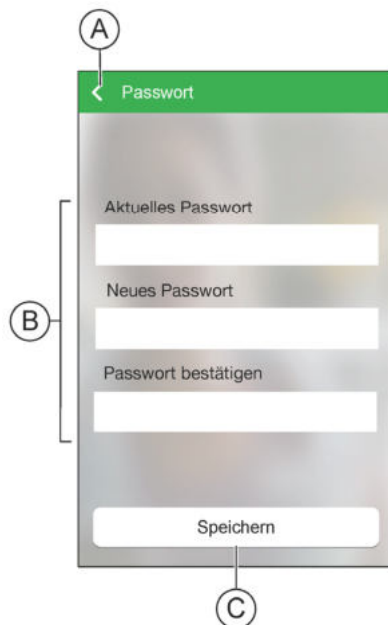 A
Passwort
Aktuelles Passwort
B
Neues Passwort
Passwort bestätigen
Speichern
C